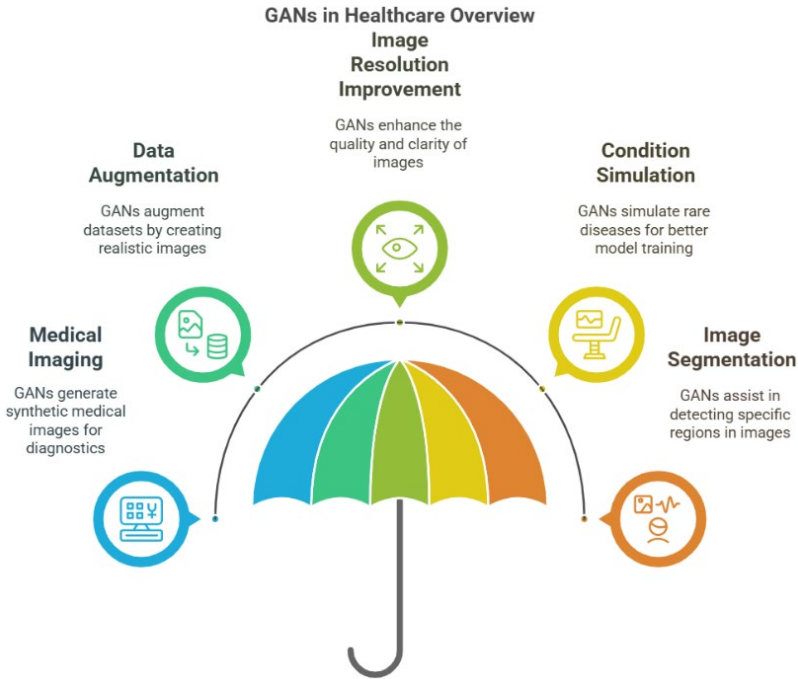 GANs in Healthcare Overview
Image
Resolution
Improvement
GANs enhance the
quality and clarity of
images
Data
Augmentation
GANs augment
datasets by creating
realistic images
Condition
Simulation
GANs simulate rare
diseases for better
model training
Medical
Imaging
GANs generate
synthetic medical
images for
diagnostics
Image
Segmentation
GANs assist in
detecting specific
regions in images